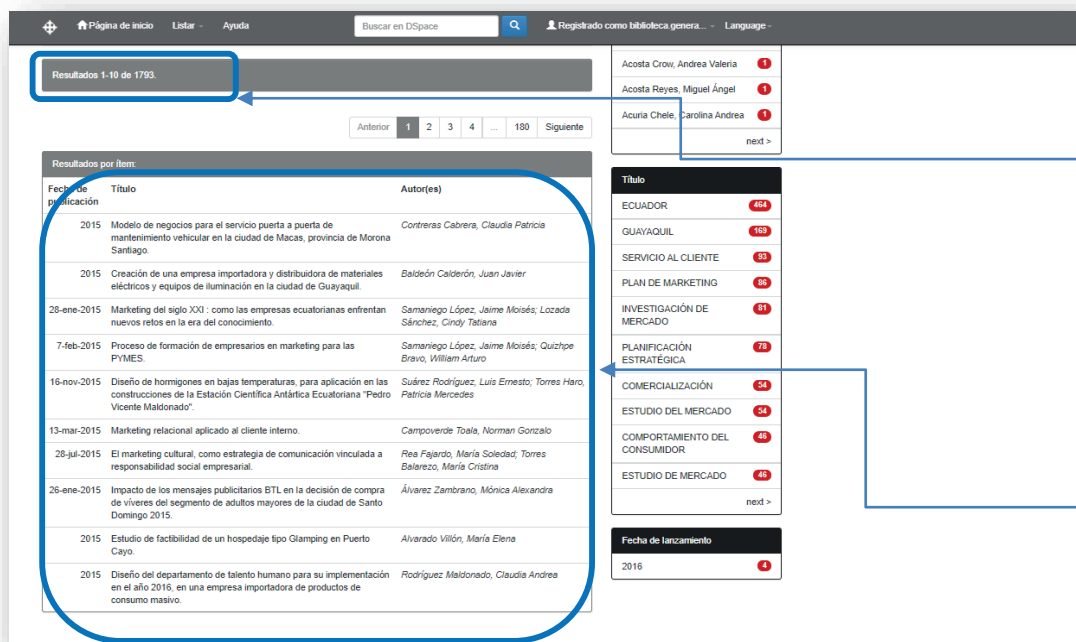 Página de inicio Listar Ayuda Buscar en DSpace Registrado como biblioteca.genera... Language
Resultados 1-10 de 1793.
Anterior 1 2 3 4 ... 180 Siguiente
Resultados por ítem:
Fecha de publicación Título Autor(es)
2015 Modelo de negocios para el servicio puerta a puerta de Contreras Cabrera, Claudia Patricia
mantenimiento vehicular en la ciudad de Macas, provincia de Morona
Santiago.
2015 Creación de una empresa importadora y distribuidora de materiales Baldeón Calderón, Juan Javier
eléctricos y equipos de iluminación en la ciudad de Guayaquil.
28-ene-2015 Marketing del siglo XXI : como las empresas ecuatorianas enfrentan Samaniego López, Jaime Moisés; Lozada
nuevos retos en la era del conocimiento. Sánchez, Cindy Tatiana
7-feb-2015 Proceso de formación de empresarios en marketing para las Samaniego López, Jaime Moisés; Quizhpe
PYMES. Bravo, William Arturo
16-nov-2015 Diseño de hormigones en bajas temperaturas, para aplicación en las Suárez Rodríguez, Luis Ernesto; Torres Haro,
construcciones de la Estación Científica Antártica Ecuatoriana "Pedro Patricia Mercedes
Vicente Maldonado".
13-mar-2015 Marketing relacional aplicado al cliente interno. Campoverde Toala, Norman Gonzalo
28-jul-2015 El marketing cultural, como estrategia de comunicación vinculada a Rea Fajardo, María Soledad; Torres
responsabilidad social empresarial. Balarezo, María Cristina
26-ene-2015 Impacto de los mensajes publicitarios BTL en la decisión de compra Álvarez Zambrano, Mónica Alexandra
de víveres del segmento de adultos mayores de la ciudad de Santo
Domingo 2015.
2015 Estudio de factibilidad de un hospedaje tipo Glamping en Puerto Alvarado Villón, María Elena
Cayo.
2015 Diseño del departamento de talento humano para su implementación Rodríguez Maldonado, Claudia Andrea
en el año 2016, en una empresa importadora de productos de
consumo masivo.
Acosta Crow, Andrea Valeria 1
Acosta Reyes, Miguel Ángel 1
Acuria Chele, Carolina Andrea 1
next >
Título
ECUADOR 464
GUAYAQUIL 169
SERVICIO AL CLIENTE 93
PLAN DE MARKETING 86
INVESTIGACIÓN DE 81
MERCADO
PLANIFICACIÓN 78
ESTRATÉGICA
COMERCIALIZACIÓN 54
ESTUDIO DEL MERCADO 54
COMPORTAMIENTO DEL 46
CONSUMIDOR
ESTUDIO DE MERCADO 46
next >
Fecha de lanzamiento
2016 4